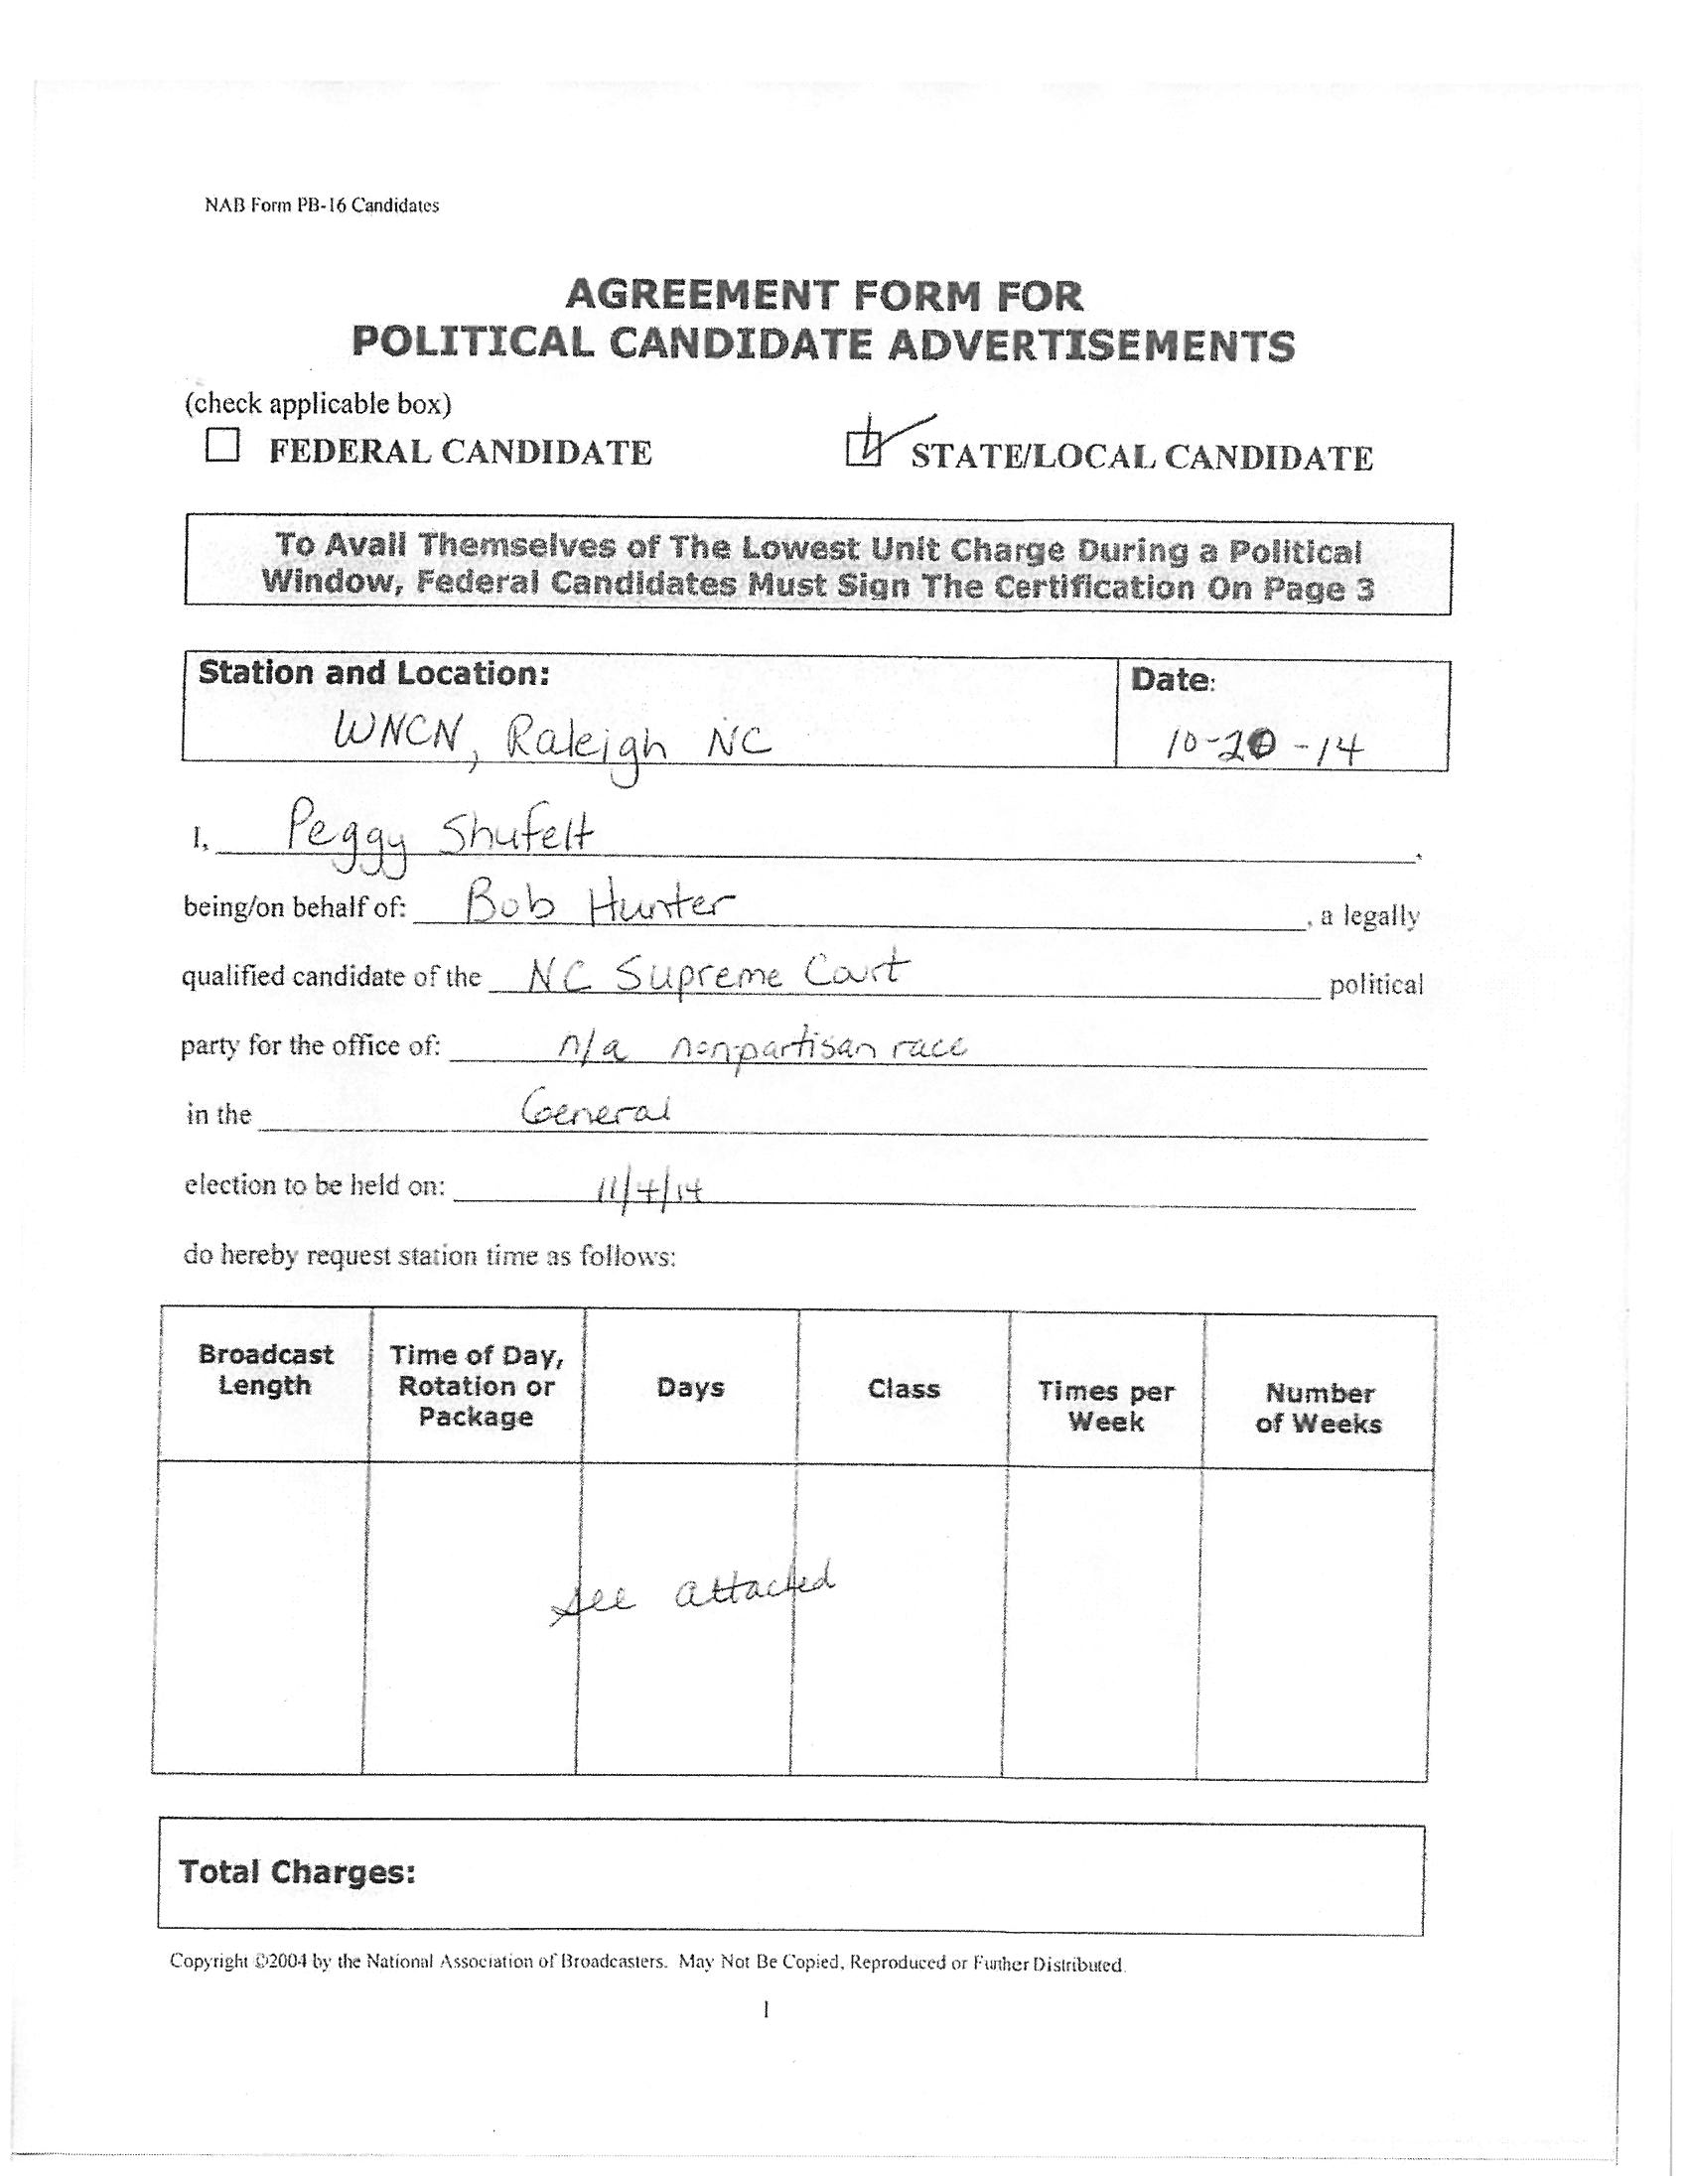 NAB Form PB-16 Candidates
AGREEMENT FORM FOR
POLITICAL CANDIDATE ADVERTISEMENTS
(check applicable box)
FEDERAL CANDIDATE STATE/LOCAL CANDIDATE
To Avail Themselves of The Lowest Unit Charge During a Political
Window, Federal Candidates Must Sign The Certification On Page 3
Station and Location: Date:
WNCN, Raleigh NC 10-20-14
I, Peggy Shufelt,
being/on behalf of: Bob Hunter, a legally
qualified candidate of the NC Supreme Court political
party for the office of: n/a nonpartisan race
in the General
election to be held on: 11/4/14
do hereby request station time as follows:
Broadcast Length
Time of Day, Rotation or Package
Days
Class
Times per Week
Number of Weeks
see attached
Total Charges:
Copyright ©2004 by the National Association of Broadcasters. May Not Be Copied, Reproduced or Further Distributed.
1